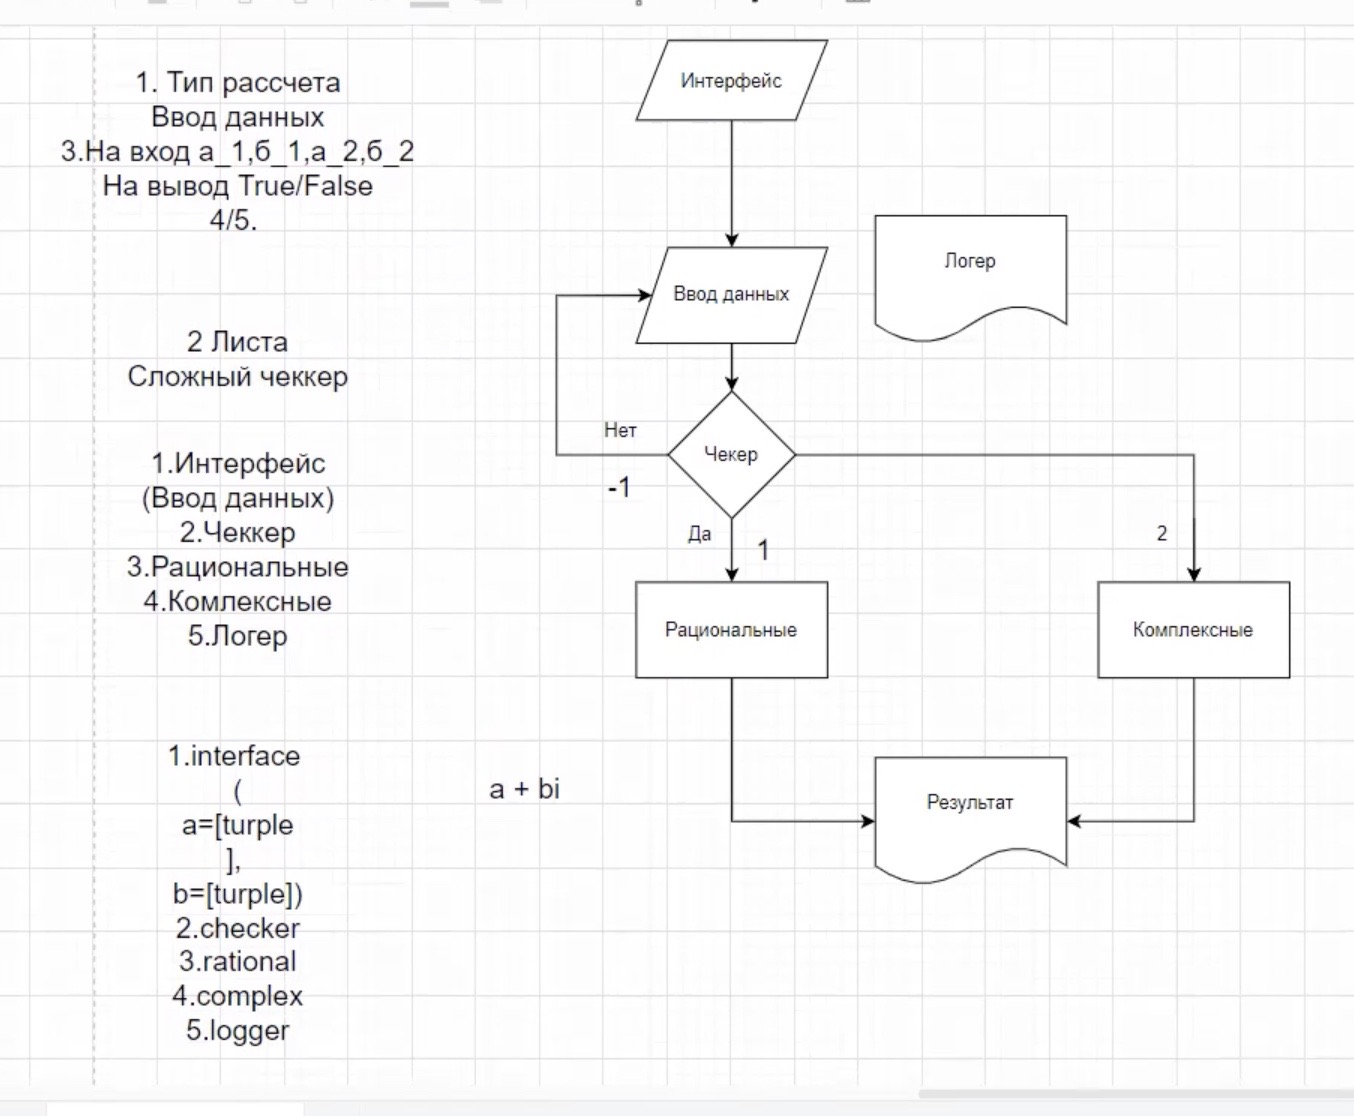 1. Тип рассчета
Ввод данных
3.На вход а_1,б_1,а_2,б_2
На вывод True/False
4/5.
2 Листа
Сложный чеккер
1.Интерфейс
(Ввод данных)
2.Чеккер
3.Рациональные
4.Комлексные
5.Логер
1.interface
(
a=[turple
],
b=[turple])
2.checker
3.rational
4.complex
5.logger
a + bi
Интерфейс
Ввод данных
Логер
Нет
Чекер
-1
Да
1
2
Рациональные
Комплексные
Результат